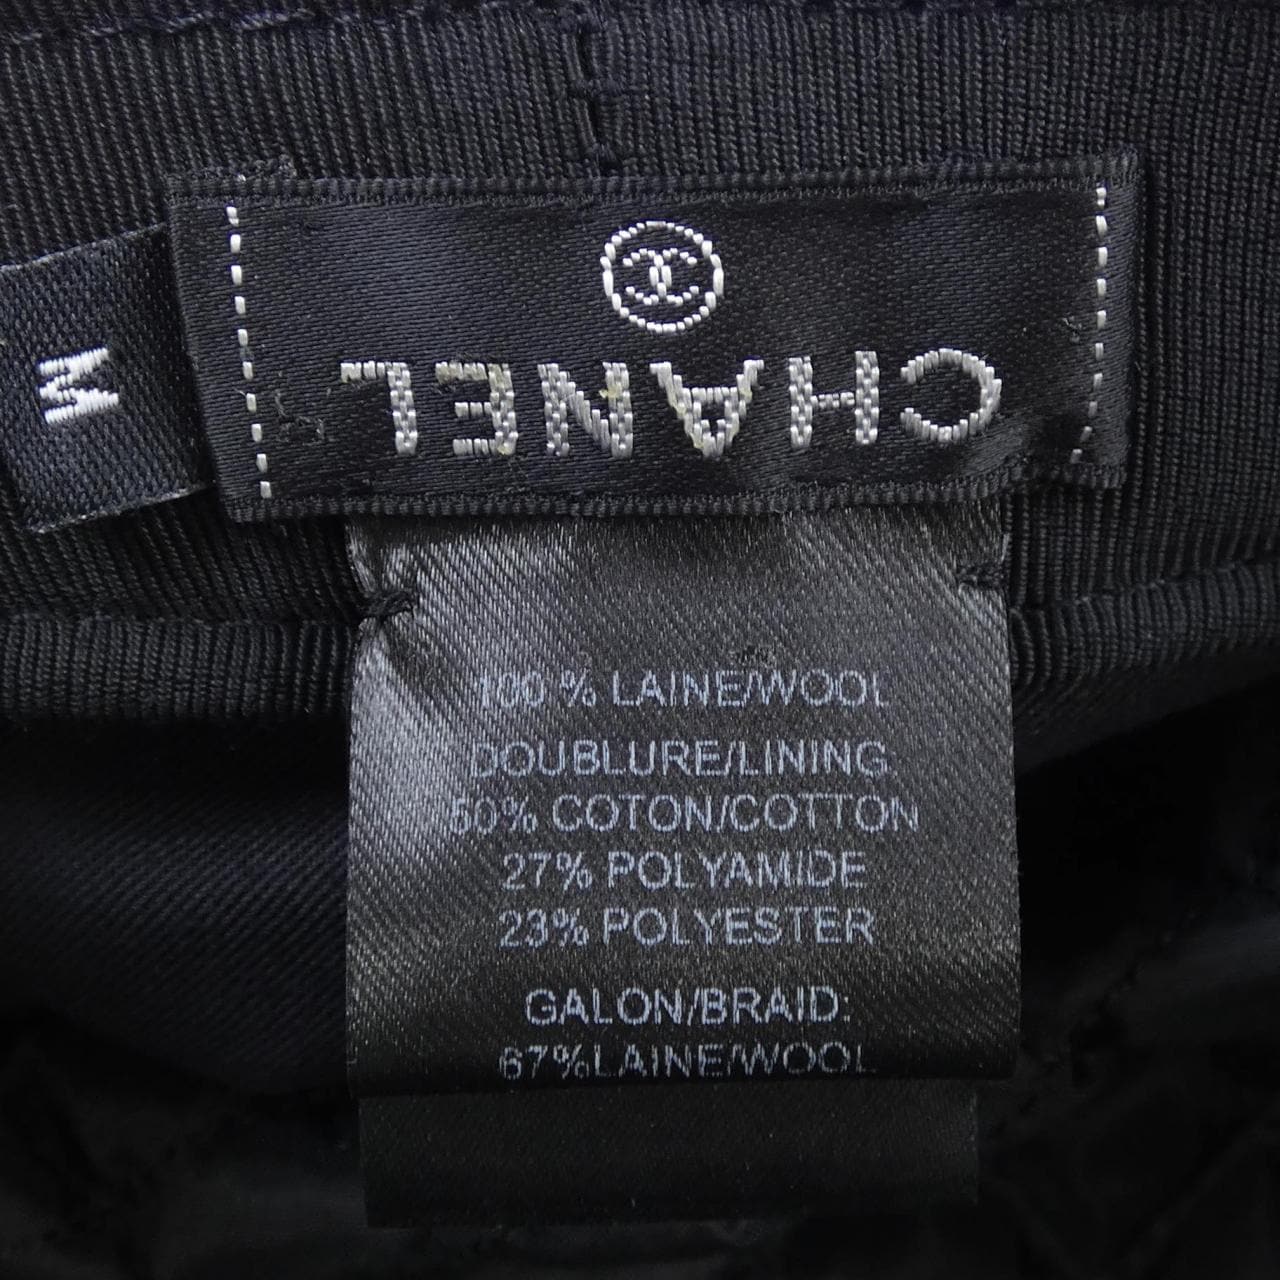 CHANEL
M
100 % LAINE/WOOL
DOUBLURE/LINING:
50% COTON/COTTON
27% POLYAMIDE
23% POLYESTER
GALON/BRAID:
67%LAINE/WOOL